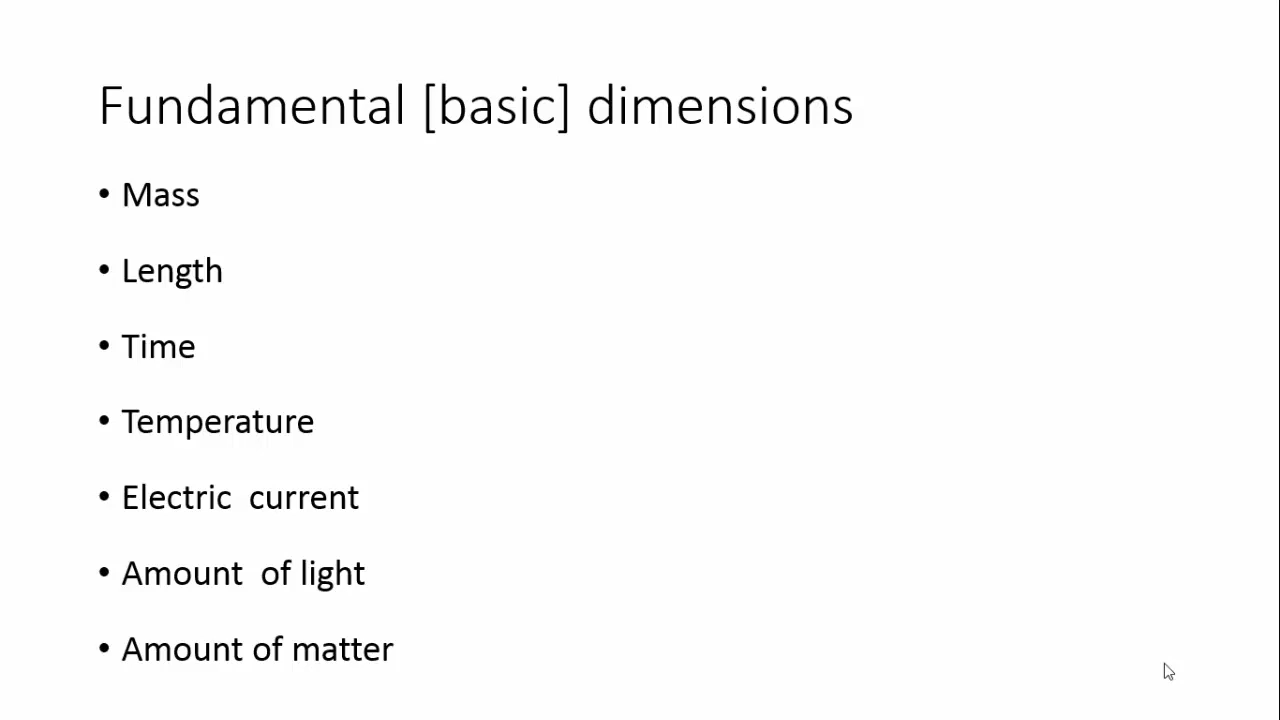 Fundamental [basic] dimensions
• Mass
• Length
• Time
• Temperature
• Electric  current
• Amount  of light
• Amount of matter